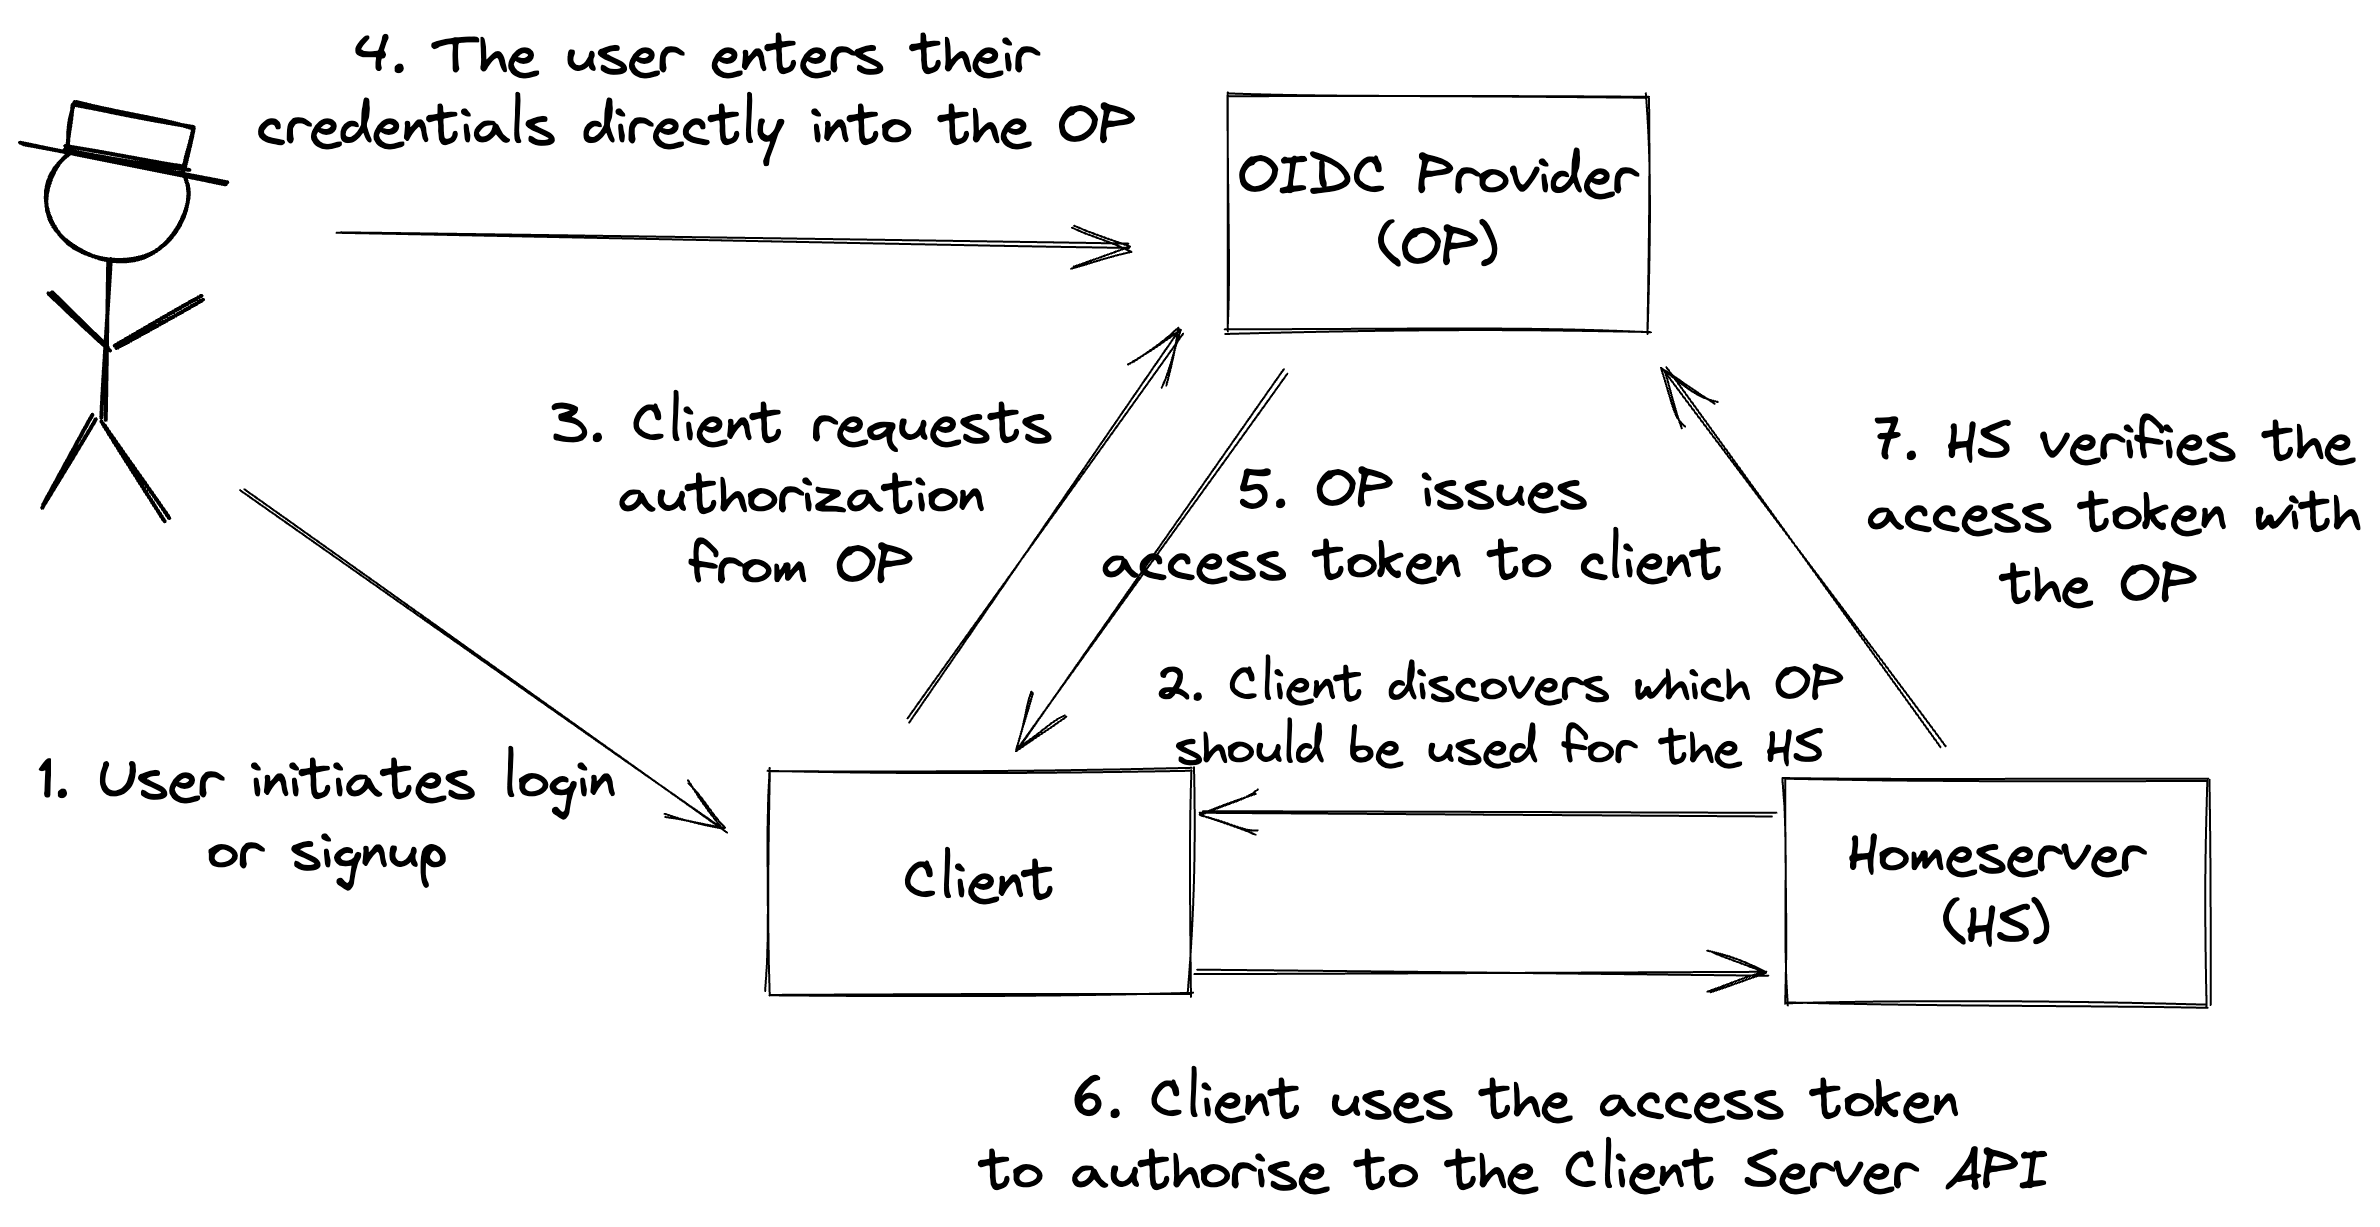 4. The user enters their
credentials directly into the OP
OIDC Provider
(OP)
3. Client requests
authorization
from OP
5. OP issues
access token to client
7. HS verifies the
access token with
the OP
2. Client discovers which OP
should be used for the HS
1. User initiates login
or signup
Client
Homeserver
(HS)
6. Client uses the access token
to authorise to the Client Server API